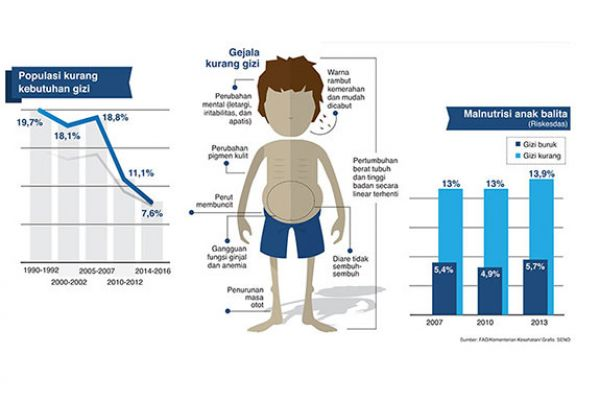 Populasi kurang
kebutuhan gizi
19,7%
18,1%
18,8%
11,1%
7,6%
1990-1992
2000-2002
2005-2007
2010-2012
2014-2016
Gejala
kurang gizi
Perubahan
mental (letargi,
iritabilitas, dan
apatis)
Perubahan
pigmen kulit
Perut
membuncit
Gangguan
fungsi ginjal
dan anemia
Penurunan
masa
otot
Warna
rambut
kemerahan
dan mudah
dicabut
Pertumbuhan
berat tubuh
dan tinggi
badan secara
linear terhenti
Diare tidak
sembuh-
sembuh
Malnutrisi anak balita
(Riskesdas)
Gizi buruk
Gizi kurang
13%
13%
13,9%
5,4%
4,9%
5,7%
2007
2010
2013
Sumber: FAO/Kementerian Kesehatan/ Grafis: SENO